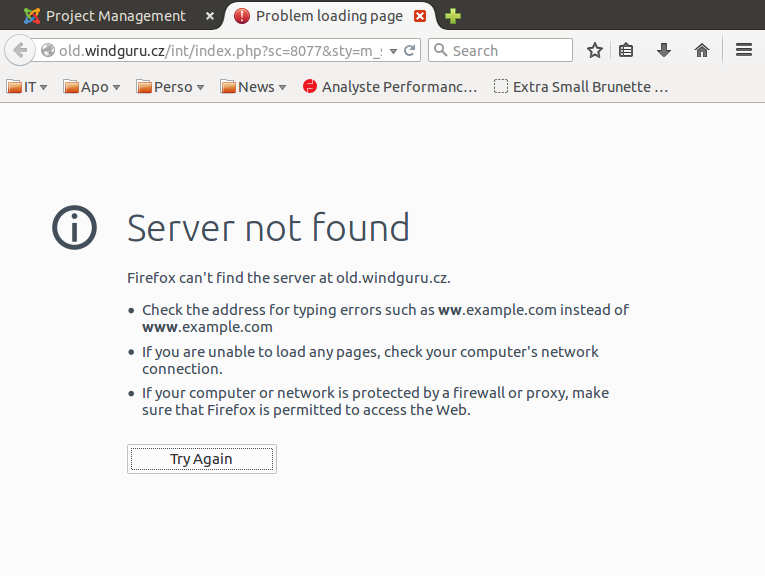 Project Management
Problem loading page
old.windguru.cz/int/index.php?sc=8077&sty=m_
Search
IT
Apo
Perso
News
Analyste Performanc...
Extra Small Brunette ...
Server not found
Firefox can't find the server at old.windguru.cz.
Check the address for typing errors such as ww.example.com instead of
www.example.com
If you are unable to load any pages, check your computer's network
connection.
If your computer or network is protected by a firewall or proxy, make
sure that Firefox is permitted to access the Web.
Try Again